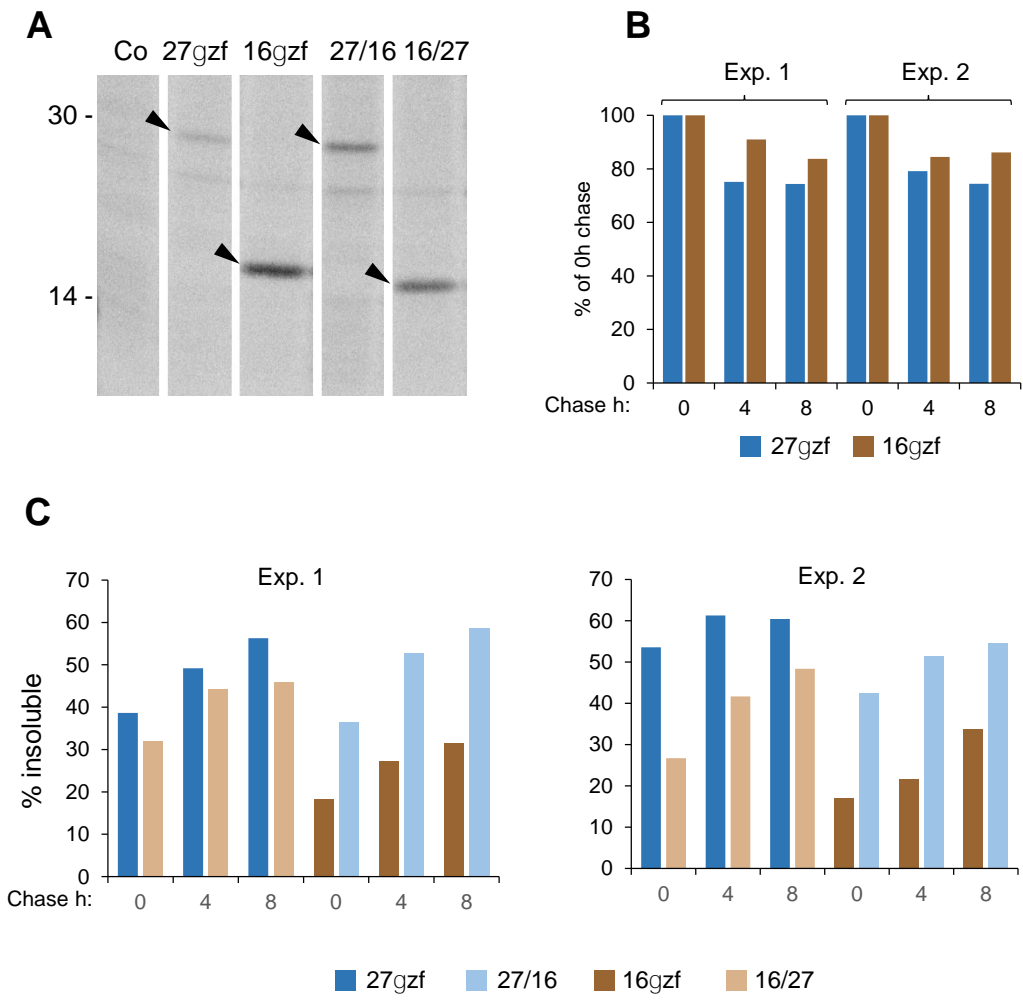 A
Co 27gzf 16gzf 27/16 16/27
30 -
14 -
B
Exp. 1 Exp. 2
100
80
60
40
20
0
% of 0h chase
Chase h: 0 4 8 0 4 8
27gzf 16gzf
C
Exp. 1
70
60
50
40
30
20
10
0
% insoluble
Chase h: 0 4 8 0 4 8
Exp. 2
70
60
50
40
30
20
10
0
0 4 8 0 4 8
27gzf 27/16 16gzf 16/27